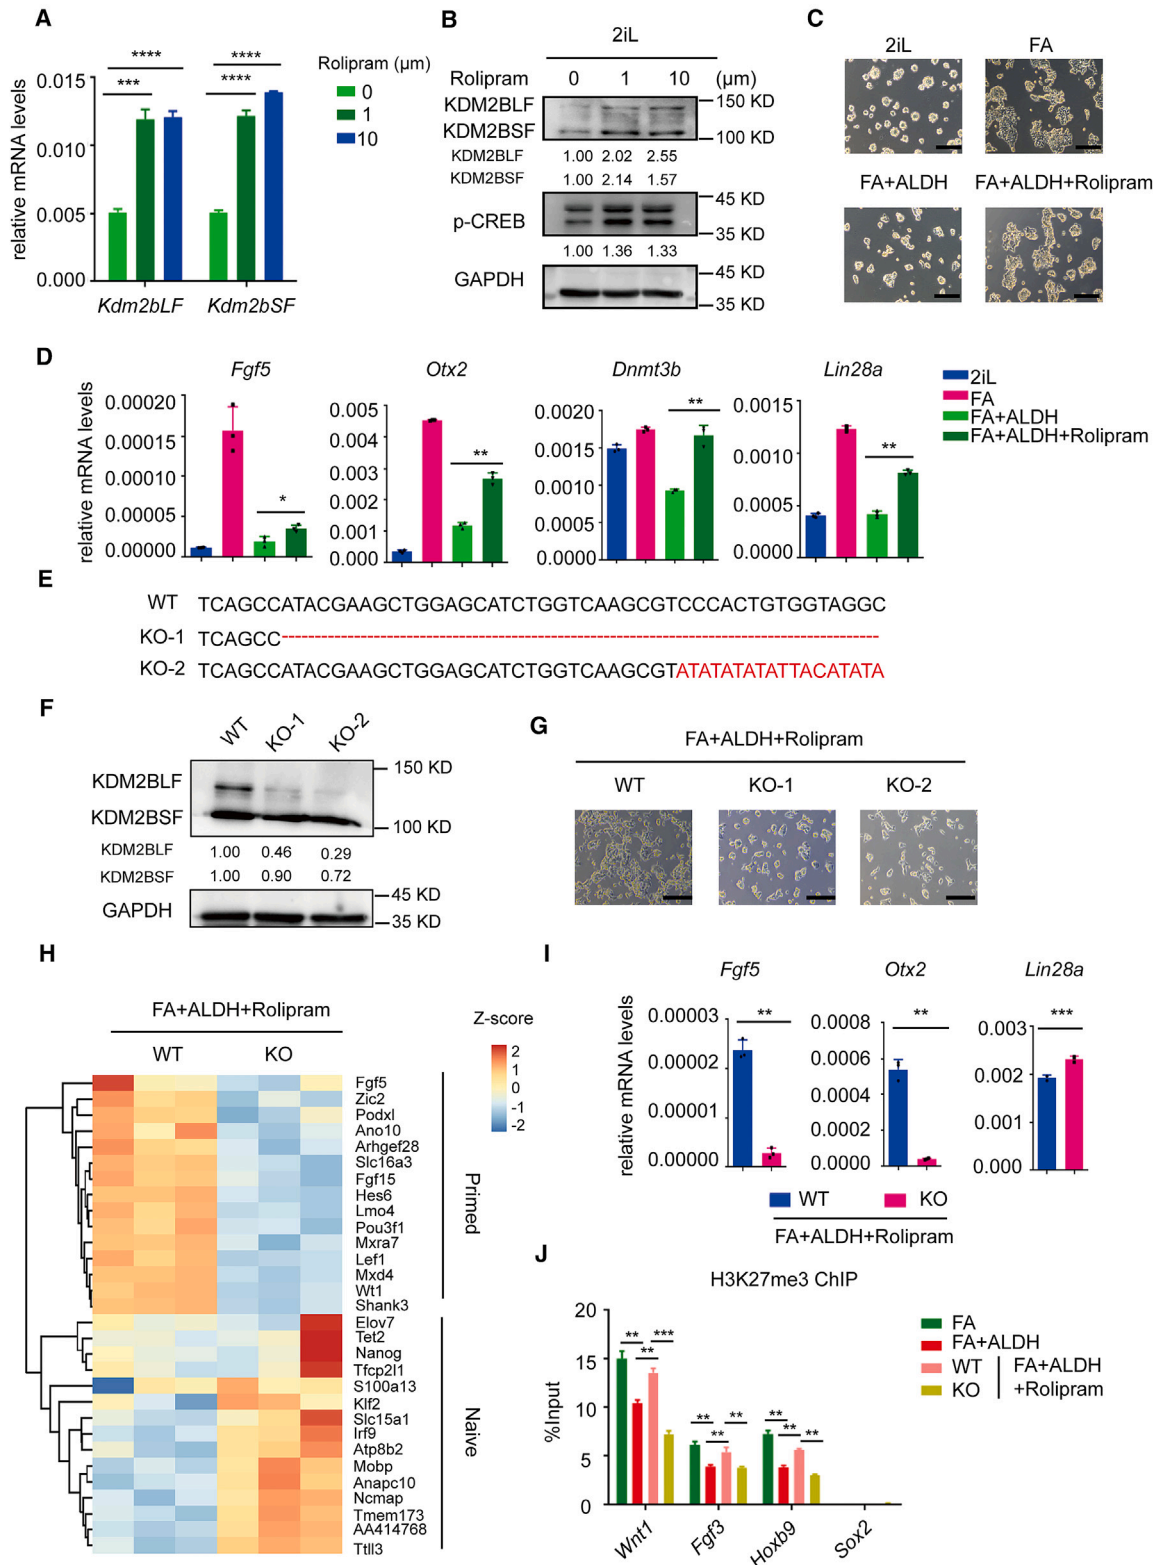 A
**** ****
*** ****
relative mRNA levels
0.015
0.010
0.005
0.000
Kdm2bLF Kdm2bSF
Rolipram (μm)
0
1
10
B
2iL
Rolipram 0 1 10 (μm)
KDM2BLF 150 KD
KDM2BSF 100 KD
KDM2BLF 1.00 2.02 2.55
KDM2BSF 1.00 2.14 1.57
45 KD
p-CREB
35 KD
1.00 1.36 1.33
45 KD
GAPDH
35 KD
C
2iL FA
FA+ALDH FA+ALDH+Rolipram
D
relative mRNA levels
Fgf5
0.00020
0.00015
0.00010
0.00005
0.00000
*
Otx2
0.005
0.004
0.003
0.002
0.001
0.000
**
Dnmt3b
0.0020
0.0015
0.0010
0.0005
0.0000
**
Lin28a
0.0015
0.0010
0.0005
0.0000
**
2iL
FA
FA+ALDH
FA+ALDH+Rolipram
E
WT TCAGCCATACGAAGCTGGAGCATCTGGTCAAGCGTCCCACTGTGGTAGGC
KO-1 TCAGCC
KO-2 TCAGCCATACGAAGCTGGAGCATCTGGTCAAGCGTATATATATATTACATATA
F
WT KO-1 KO-2
150 KD
KDM2BLF
KDM2BSF
100 KD
KDM2BLF 1.00 0.46 0.29
KDM2BSF 1.00 0.90 0.72
45 KD
GAPDH
35 KD
G
FA+ALDH+Rolipram
WT KO-1 KO-2
H
FA+ALDH+Rolipram
WT KO
Z-score
2
1
0
-1
-2
Fgf5
Zic2
Podxl
Ano10
Arhgef28
Slc16a3
Fgf15
Hes6
Lmo4
Pou3f1
Mxra7
Lef1
Mxd4
Wt1
Shank3
Primed
Elov7
Tet2
Nanog
Tfcp2l1
S100a13
Klf2
Slc15a1
Irf9
Atp8b2
Mobp
Anapc10
Ncmap
Tmem173
AA414768
Ttll3
Naive
I
relative mRNA levels
Fgf5
0.00003
0.00002
0.00001
0.00000
**
Otx2
0.0008
0.0006
0.0004
0.0002
0.0000
**
Lin28a
0.003
0.002
0.001
0.000
***
WT KO
FA+ALDH+Rolipram
J
H3K27me3 ChIP
%Input
20
15
10
5
0
** ***
**
** **
**
**
** **
Wnt1 Fgf3 Hoxb9 Sox2
FA
FA+ALDH
WT FA+ALDH
KO +Rolipram